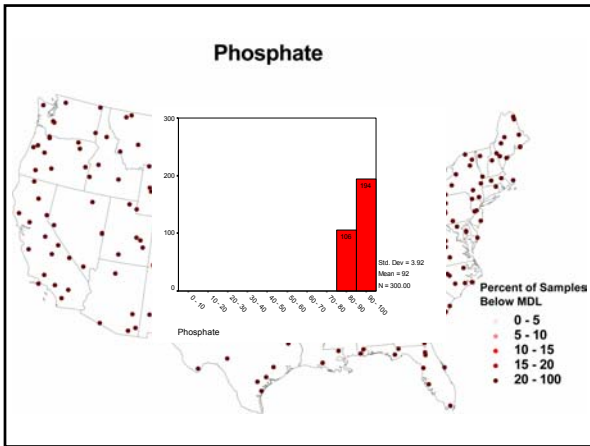 Phosphate
300
200
100
0
106
194
Std. Dev = 3.92
Mean = 92
N = 300.00
0 - 10
10 - 20
20 - 30
30 - 40
40 - 50
50 - 60
60 - 70
70 - 80
80 - 90
90 - 100
Phosphate
Percent of Samples
Below MDL
0 - 5
5 - 10
10 - 15
15 - 20
20 - 100